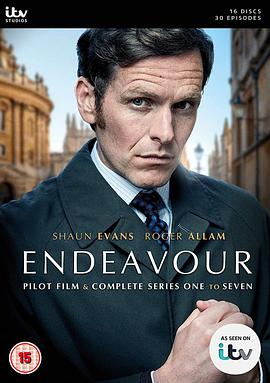 itv
STUDIOS
16 DISCS
30 EPISODES
SHAUN EVANS ROGER ALLAM
ENDEAVOUR
PILOT FILM & COMPLETE SERIES ONE TO SEVEN
15
AS SEEN ON
itv